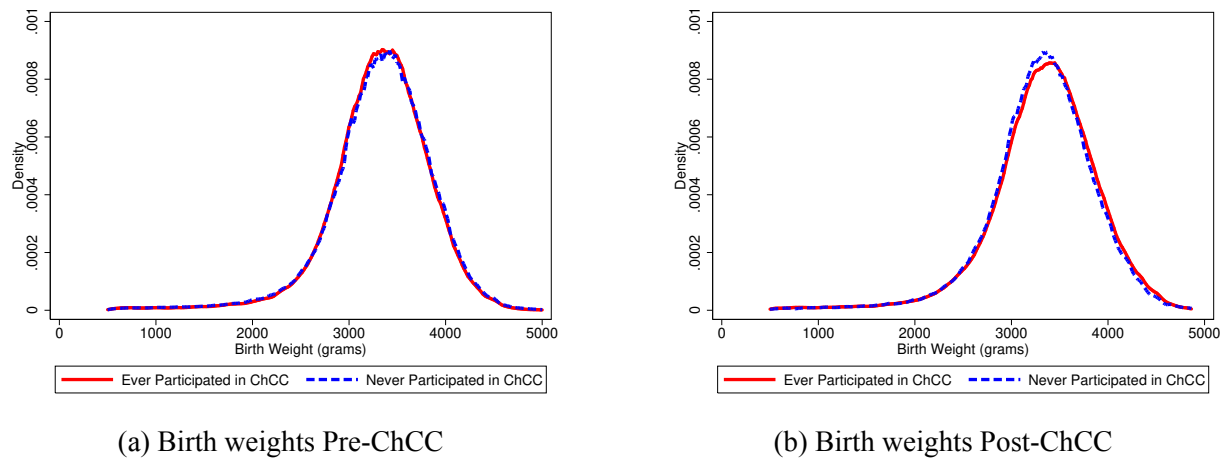 .001
.0008
.0006
Density
.0004
.0002
0
0 1000 2000 3000 4000 5000
Birth Weight (grams)
Ever Participated in ChCC Never Participated in ChCC
(a) Birth weights Pre-ChCC
.001
.0008
.0006
Density
.0004
.0002
0
0 1000 2000 3000 4000 5000
Birth Weight (grams)
Ever Participated in ChCC Never Participated in ChCC
(b) Birth weights Post-ChCC